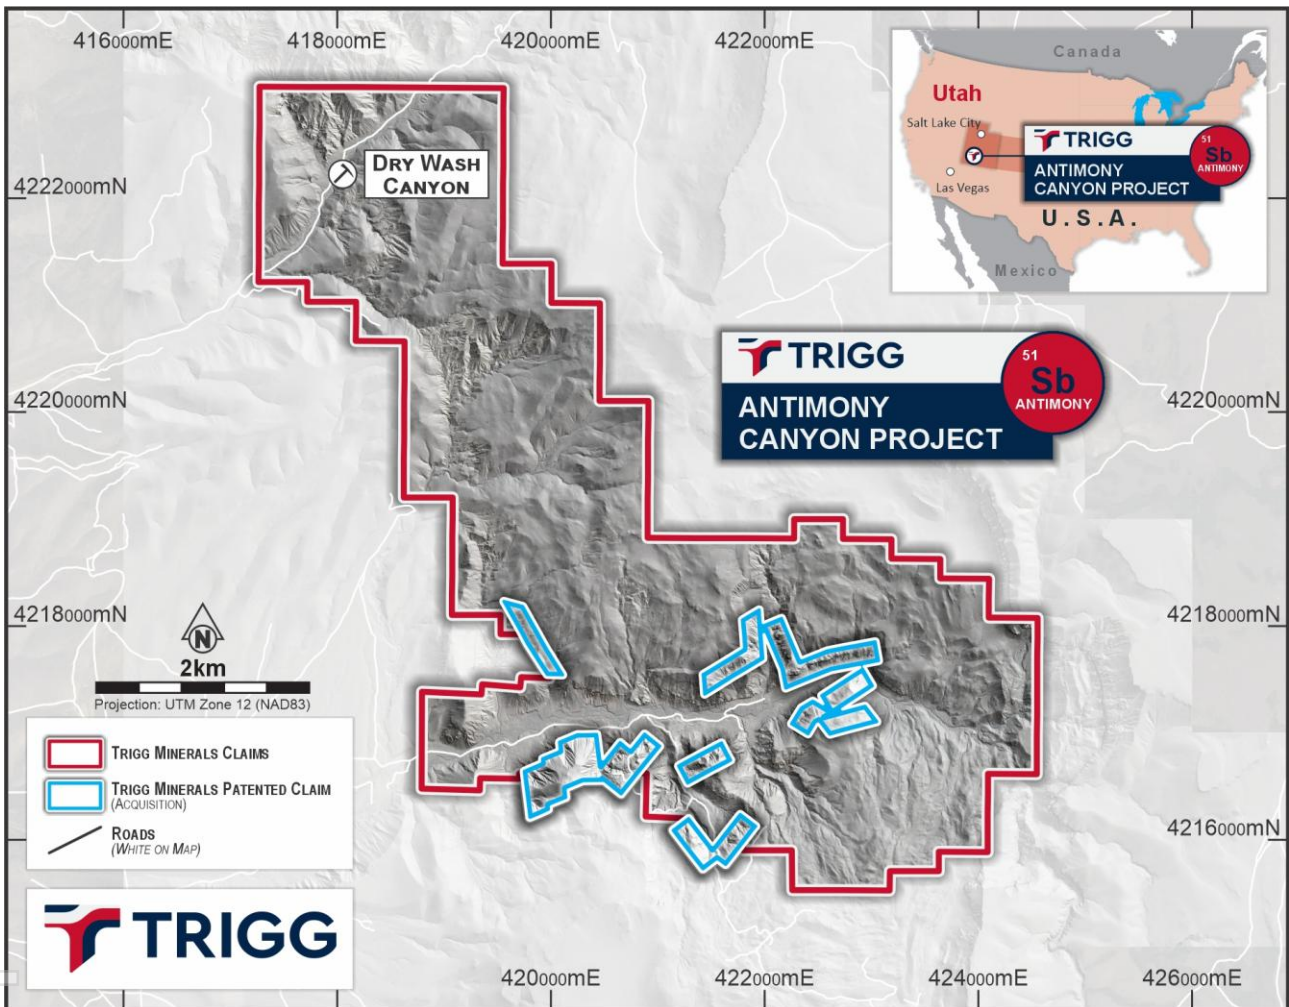 416000mE
418000mE
420000mE
422000mE
Canada
Utah
Salt Lake City
TRIGG
51
Sb
ANTIMONY
ANTIMONY
CANYON PROJECT
Las Vegas
U.S.A.
Mexico
DRY WASH
CANYON
4222000mN
TRIGG
51
Sb
ANTIMONY
ANTIMONY
CANYON PROJECT
4220000mN
4220000mN
4218000mN
4218000mN
N
2km
Projection: UTM Zone 12 (NAD83)
TRIGG MINERALS CLAIMS
TRIGG MINERALS PATENTED CLAIM
(ACQUISITION)
ROADS
(WHITE ON MAP)
4216000mN
TRIGG
420000mE
422000mE
424000mE
426000mE